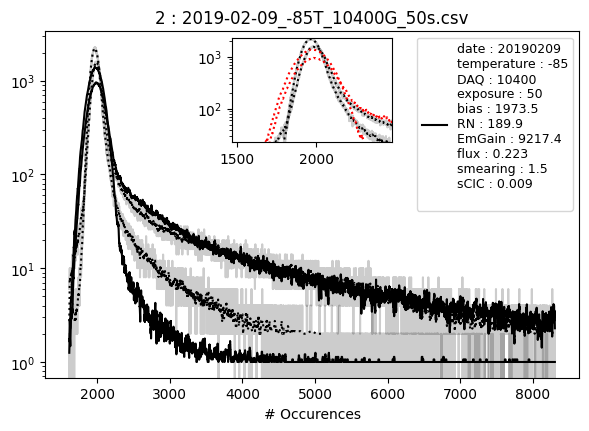 2 : 2019-02-09_-85T_10400G_50s.csv
10³
10²
10¹
10⁰
10³
10²
1500
2000
date : 20190209
temperature : -85
DAQ : 10400
exposure : 50
bias : 1973.5
RN : 189.9
EmGain : 9217.4
flux : 0.223
smearing : 1.5
sCIC : 0.009
2000 3000 4000 5000 6000 7000 8000
# Occurences